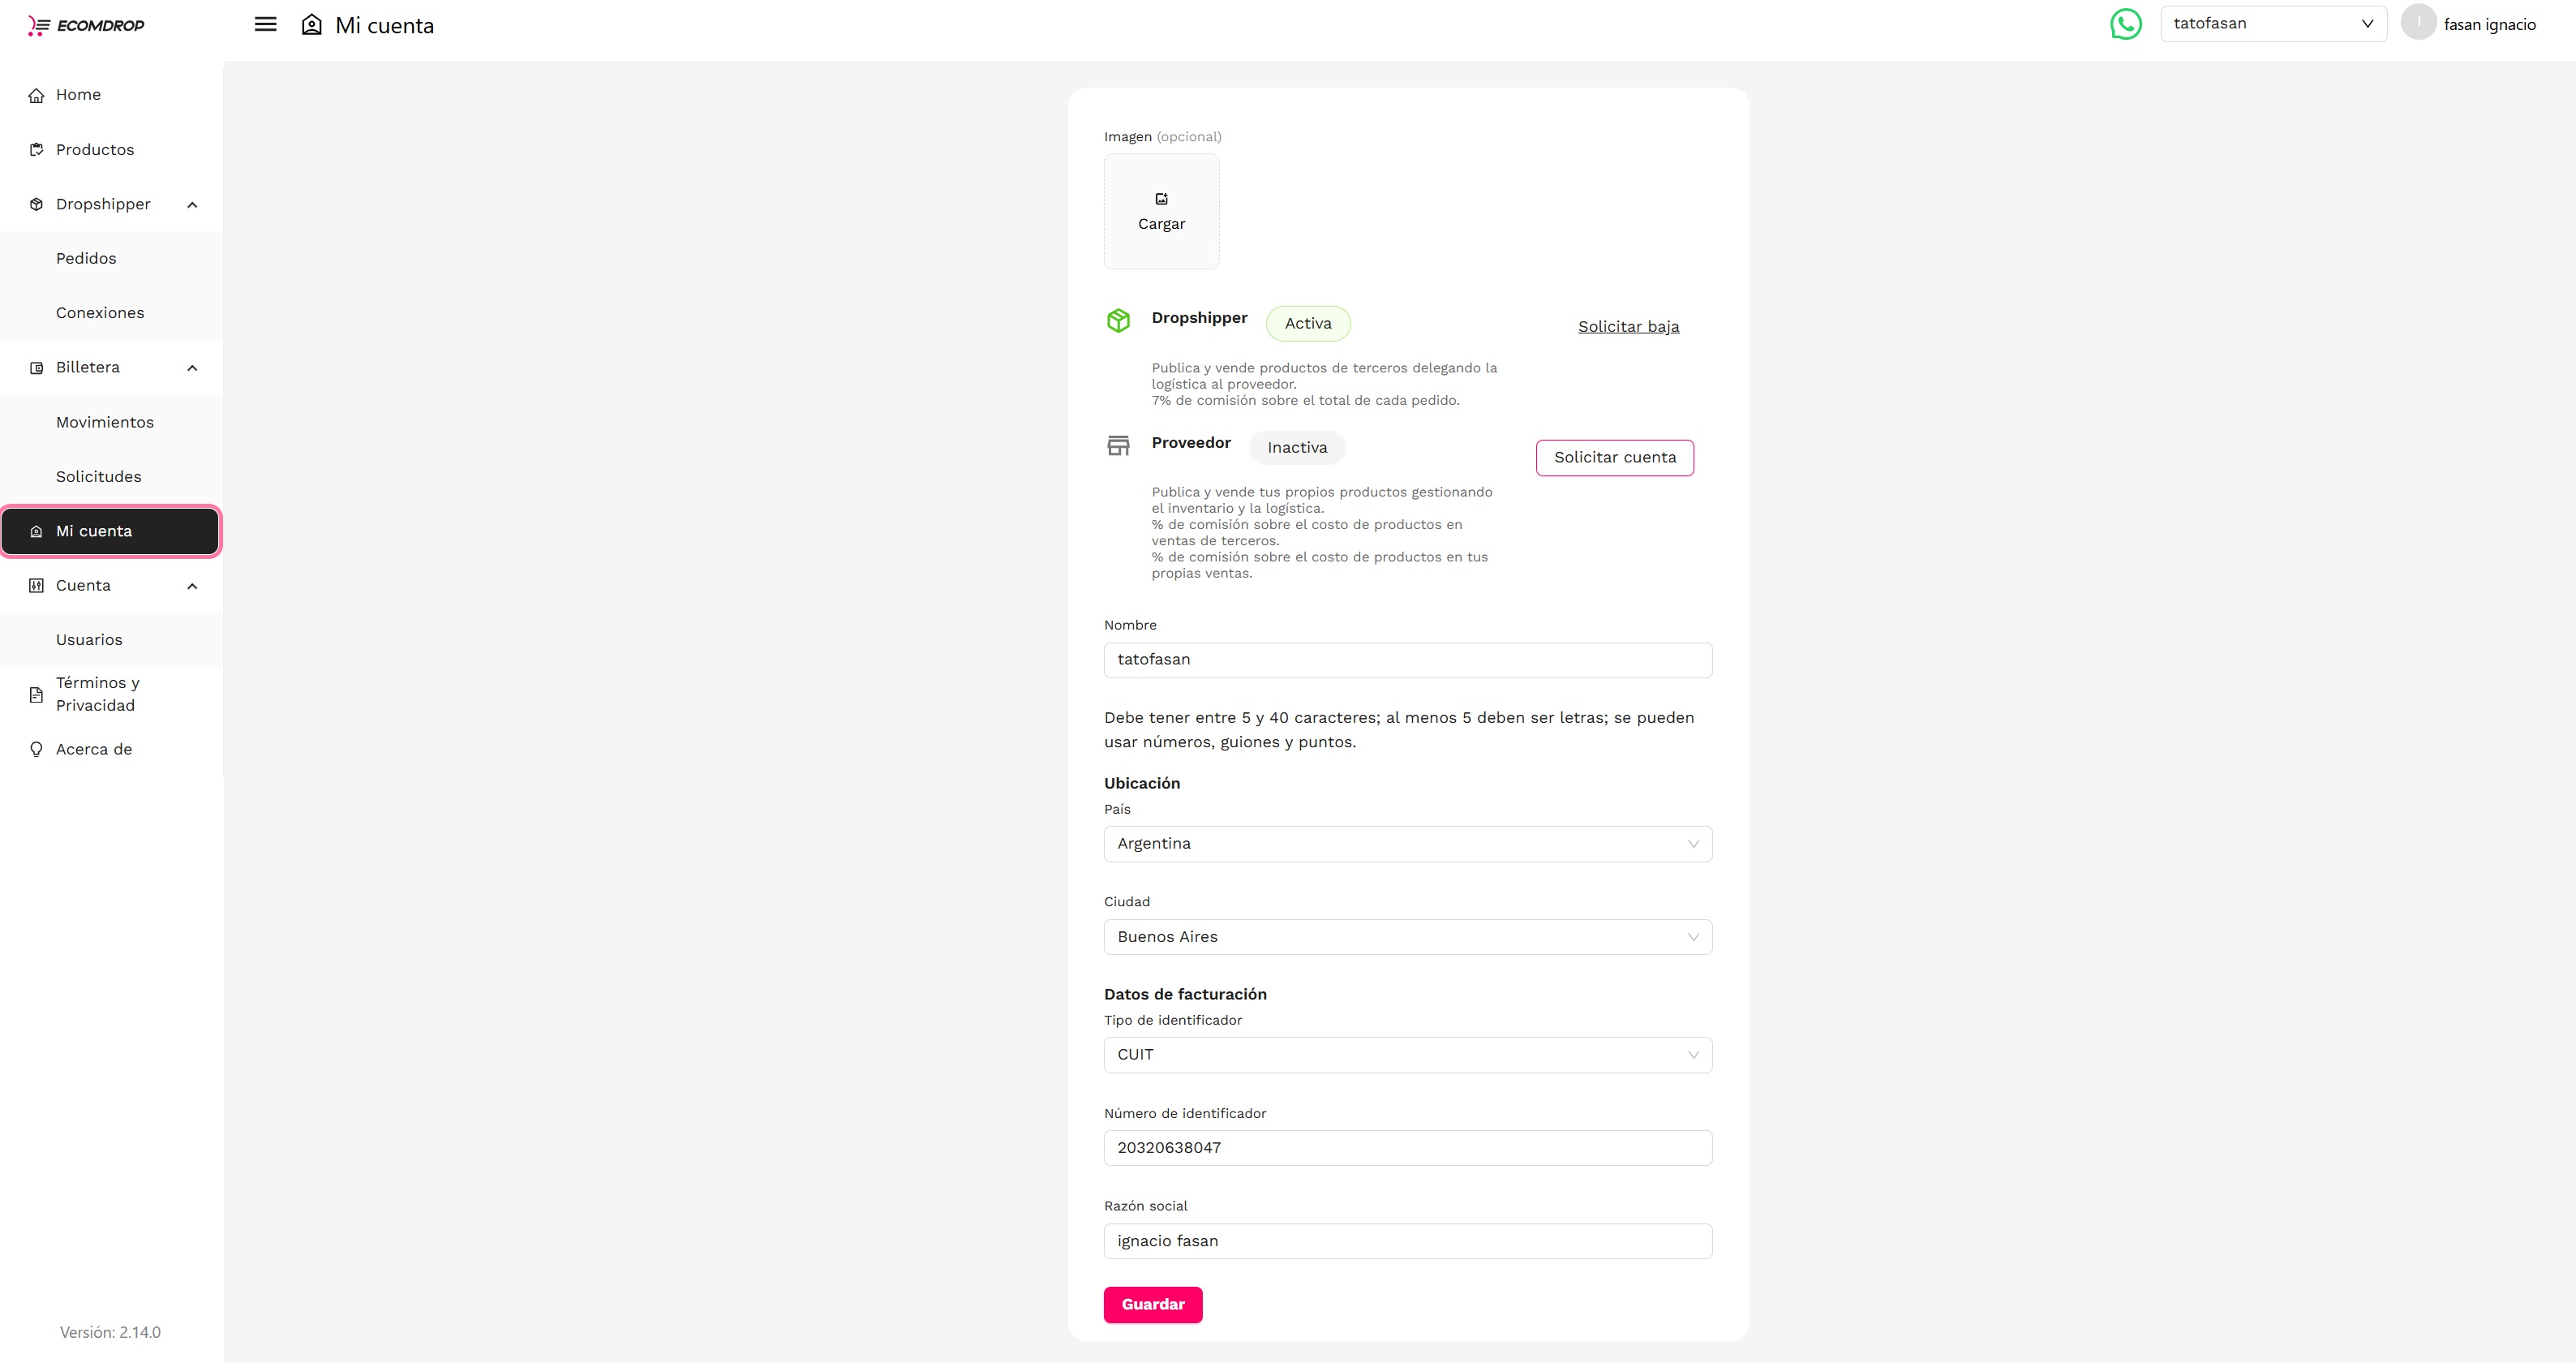 ECOMDROP
Mi cuenta
tatofasan
I
fasan ignacio
Home
Productos
Dropshipper
Pedidos
Conexiones
Billetera
Movimientos
Solicitudes
Mi cuenta
Cuenta
Usuarios
Términos y
Privacidad
Acerca de
Versión: 2.14.0
Imagen (opcional)
Cargar
Dropshipper
Activa
Solicitar baja
Publica y vende productos de terceros delegando la
logística al proveedor.
7% de comisión sobre el total de cada pedido.
Proveedor
Inactiva
Solicitar cuenta
Publica y vende tus propios productos gestionando
el inventario y la logística.
% de comisión sobre el costo de productos en
ventas de terceros.
% de comisión sobre el costo de productos en tus
propias ventas.
Nombre
tatofasan
Debe tener entre 5 y 40 caracteres; al menos 5 deben ser letras; se pueden
usar números, guiones y puntos.
Ubicación
País
Argentina
Ciudad
Buenos Aires
Datos de facturación
Tipo de identificador
CUIT
Número de identificador
20320638047
Razón social
ignacio fasan
Guardar